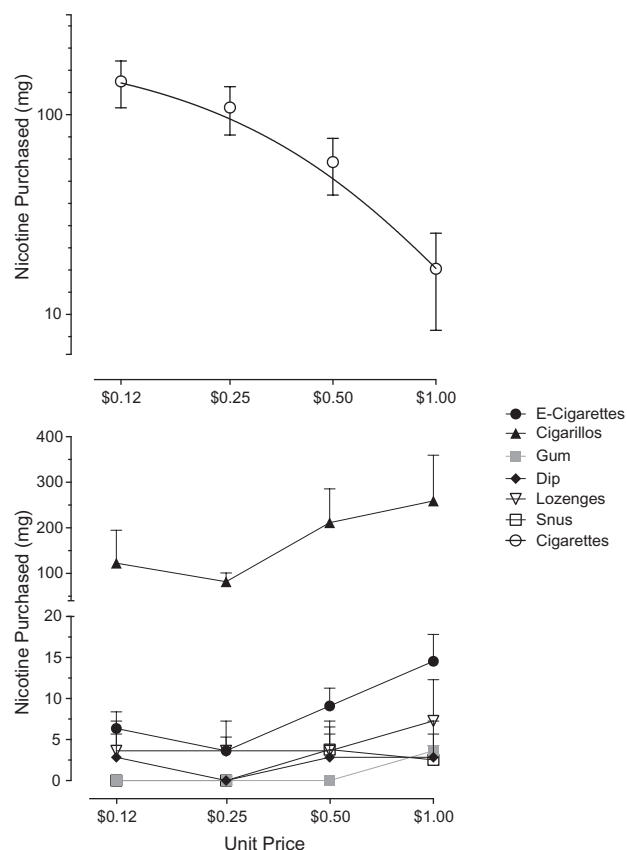 Nicotine Purchased (mg)
100
10
$0.12 $0.25 $0.50 $1.00
E-Cigarettes
Cigarillos
Gum
Dip
Lozenges
Snus
Cigarettes
Nicotine Purchased (mg)
400
300
200
100
20
15
10
5
0
$0.12 $0.25 $0.50 $1.00
Unit Price